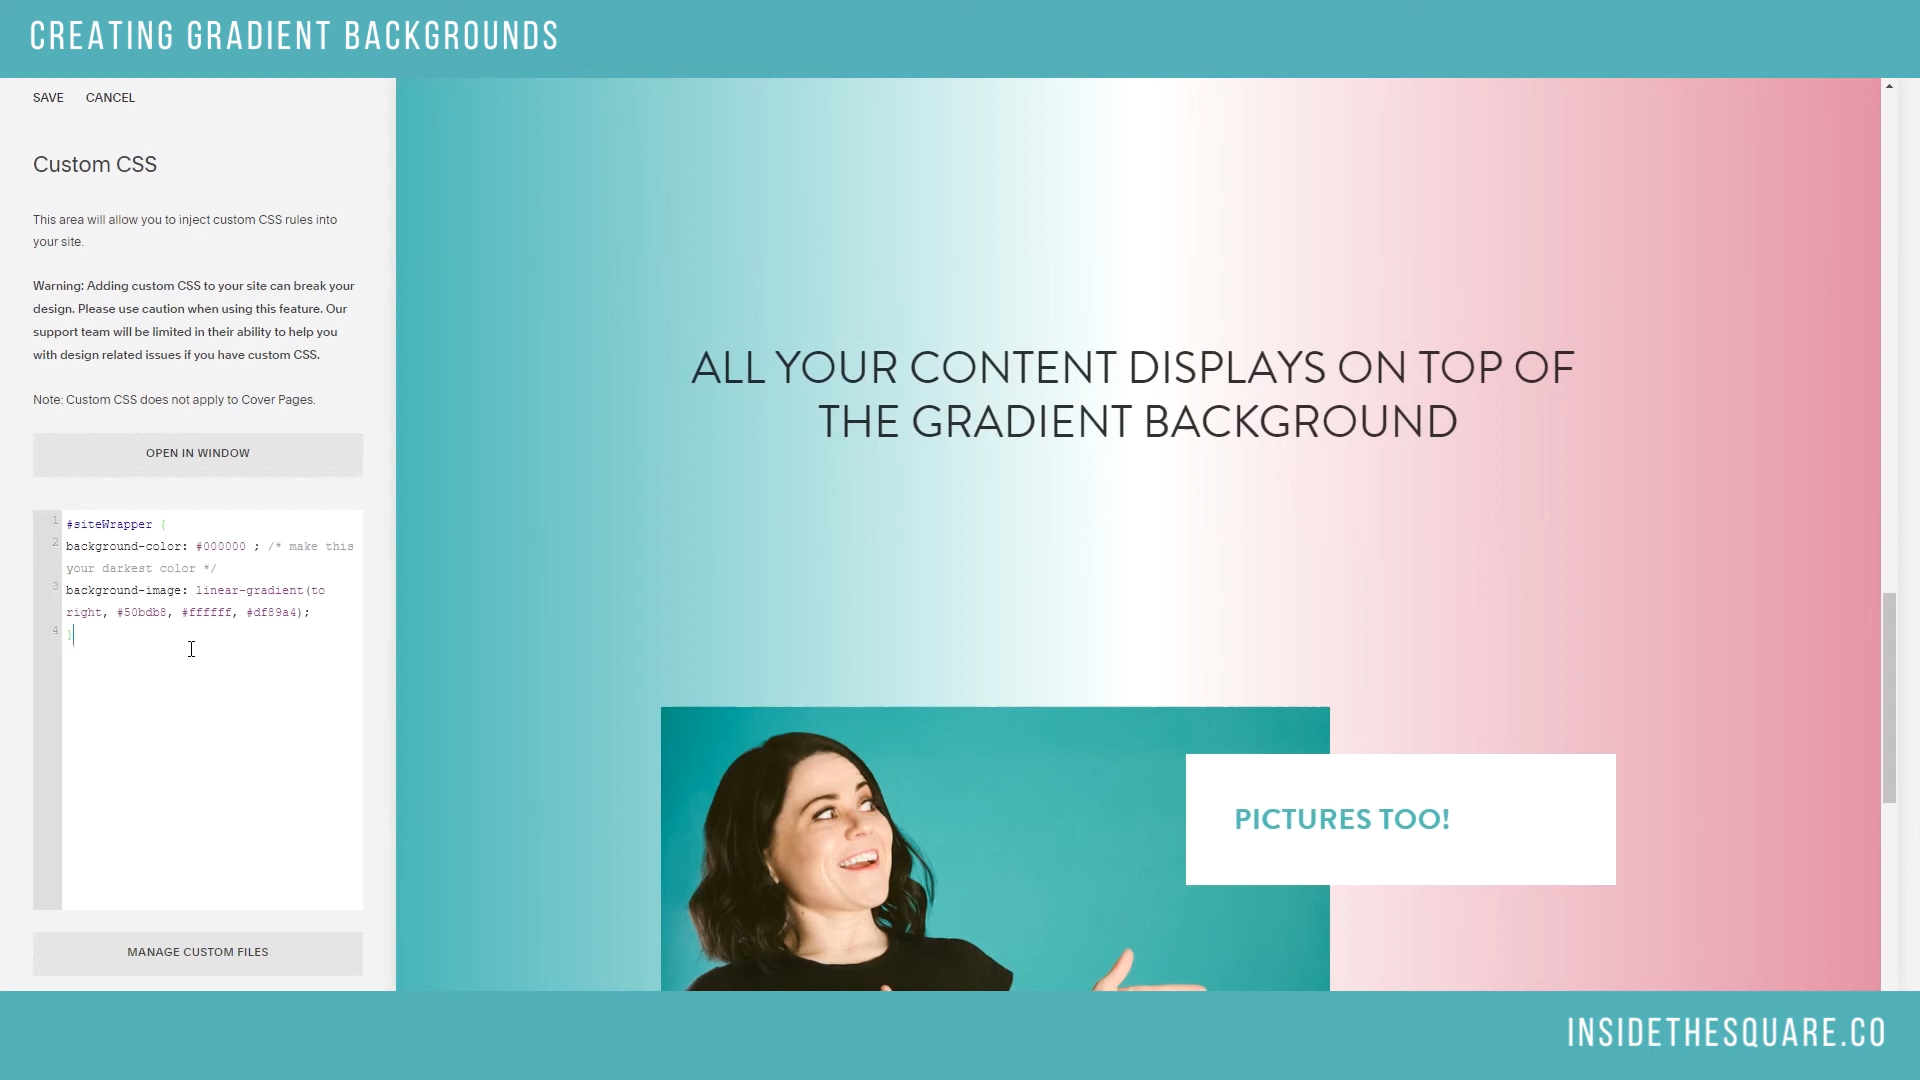 CREATING GRADIENT BACKGROUNDS
SAVE CANCEL
Custom CSS
This area will allow you to inject custom CSS rules into
your site.
Warning: Adding custom CSS to your site can break your
design. Please use caution when using this feature. Our
support team will be limited in their ability to help you
with design related issues if you have custom CSS.
Note: Custom CSS does not apply to Cover Pages.
OPEN IN WINDOW
1 #siteWrapper {
2 background-color: #000000 ; /* make this
your darkest color */
3 background-image: linear-gradient(to
right, #50bdb8, #ffffff, #df89a4);
4 }
MANAGE CUSTOM FILES
ALL YOUR CONTENT DISPLAYS ON TOP OF
THE GRADIENT BACKGROUND
PICTURES TOO!
INSIDETHESQUARE.CO